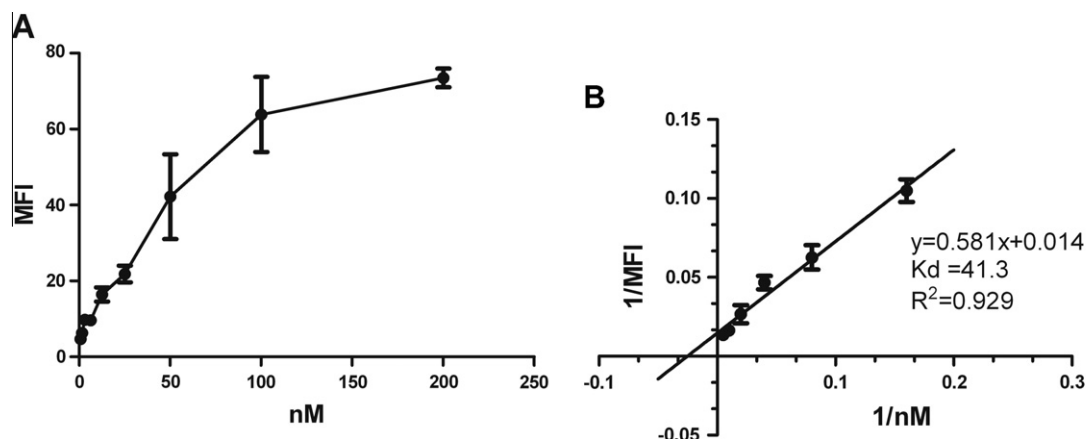 A
80
60
40
20
0
MFI
0 50 100 150 200 250
nM
B
0.15
0.10
0.05
-0.05
1/MFI
-0.1 0.1 0.2 0.3
1/nM
y=0.581x+0.014
Kd =41.3
R²=0.929